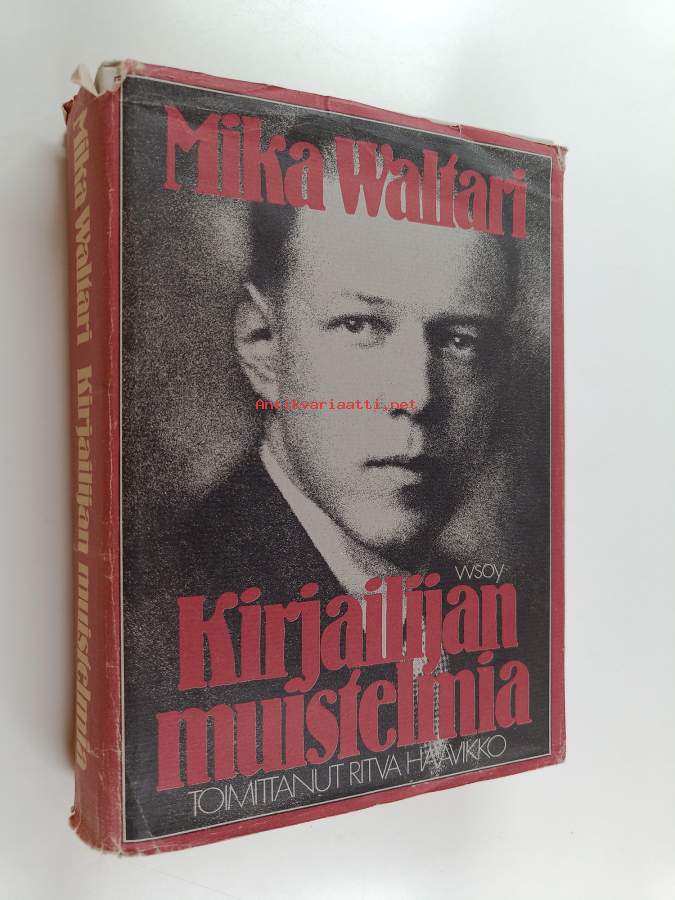 Mika Waltari Kirjailijan muistelmia
Mika Waltari
Antikvariaatti.net
WSOY
Kirjailijan
muistelmia
TOIMITTANUT RITVA HAAVIKKO